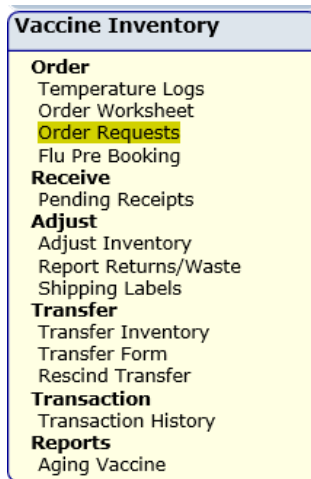 Vaccine Inventory
Order
Temperature Logs
Order Worksheet
Order Requests
Flu Pre Booking
Receive
Pending Receipts
Adjust
Adjust Inventory
Report Returns/Waste
Shipping Labels
Transfer
Transfer Inventory
Transfer Form
Rescind Transfer
Transaction
Transaction History
Reports
Aging Vaccine